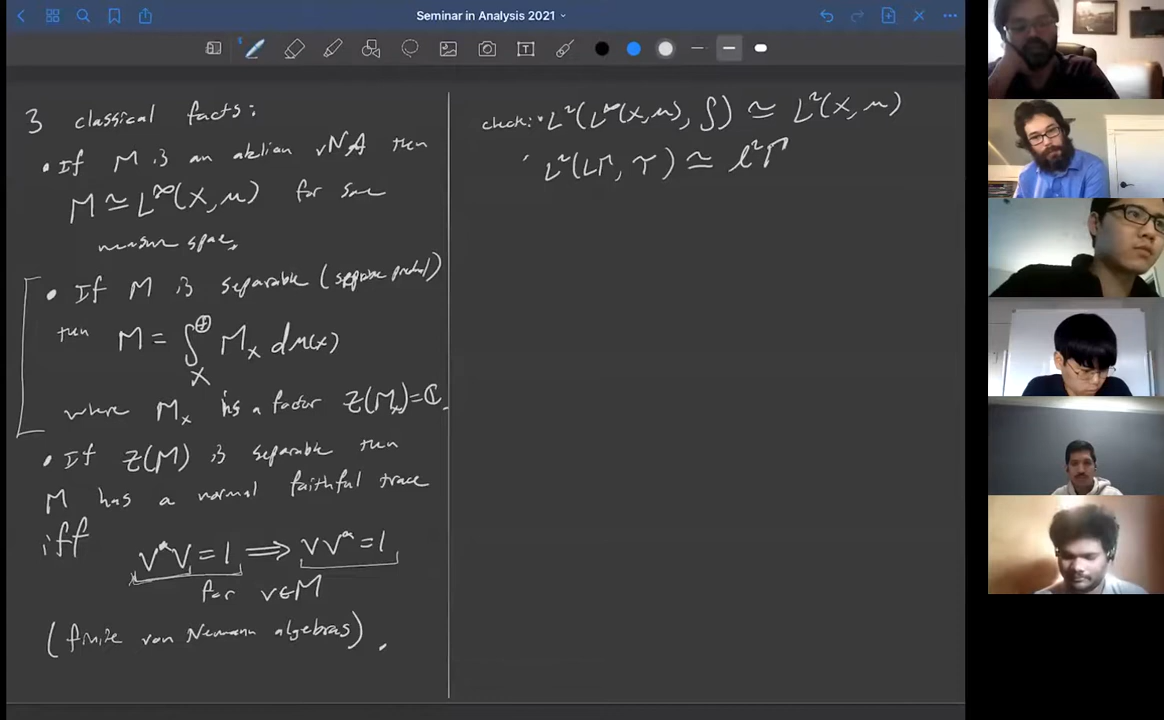 Seminar in Analysis 2021
3 classical facts:
• If M is an abelian vNA then
M ≃ L^∞(X, μ) for some
measure space.
• If M is separable (separable predual)
then M = ∫_X^⊕ M_x dμ(x)
where M_x is a factor Z(M_x) = ℂ.
• If Z(M) is separable then
M has a normal faithful trace
iff
v*v = 1 ⟹ vv* = 1
for v ∈ M
(finite von Neumann algebras).
check: • L²(L^∞(X, μ), ∫) ≃ L²(X, μ)
• L²(LΓ, τ) ≃ ℓ²Γ